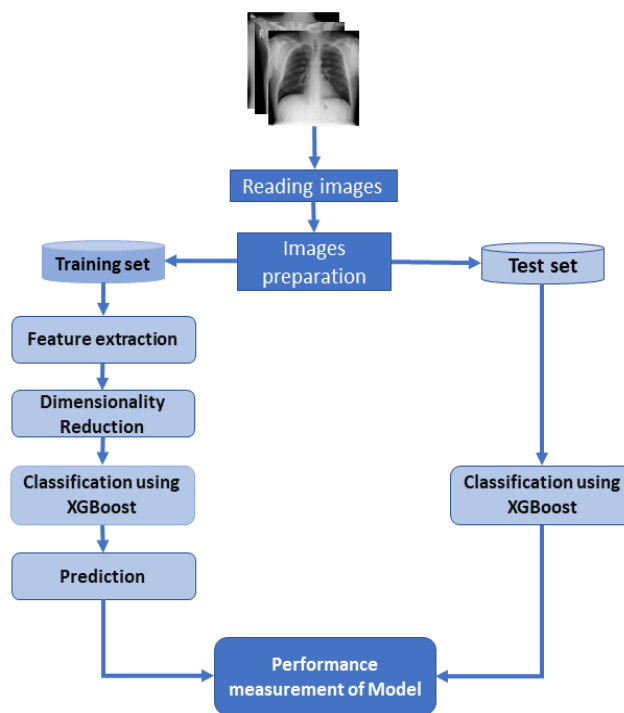 R
Reading images
Images
preparation
Training set
Test set
Feature extraction
Dimensionality
Reduction
Classification using
XGBoost
Classification using
XGBoost
Prediction
Performance
measurement of Model